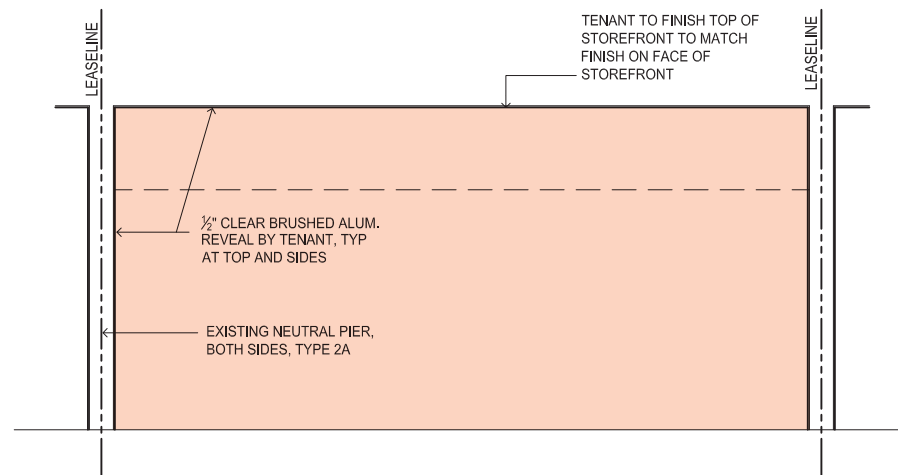 LEASELINE
TENANT TO FINISH TOP OF
STOREFRONT TO MATCH
FINISH ON FACE OF
STOREFRONT
LEASELINE
½" CLEAR BRUSHED ALUM.
REVEAL BY TENANT, TYP
AT TOP AND SIDES
EXISTING NEUTRAL PIER,
BOTH SIDES, TYPE 2A